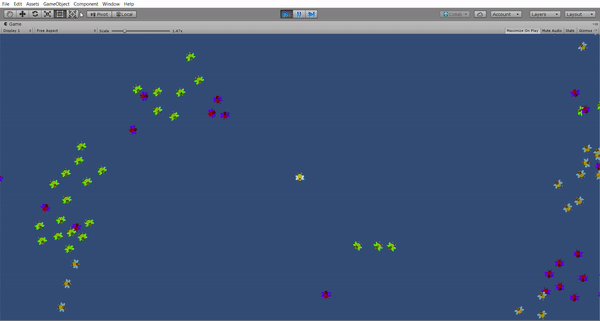 File Edit Assets GameObject Component Window Help
Pivot Local Collab Account Layers Layout
Game
Display 1 Free Aspect Scale 1.47x Maximize On Play Mute Audio Stats Gizmos